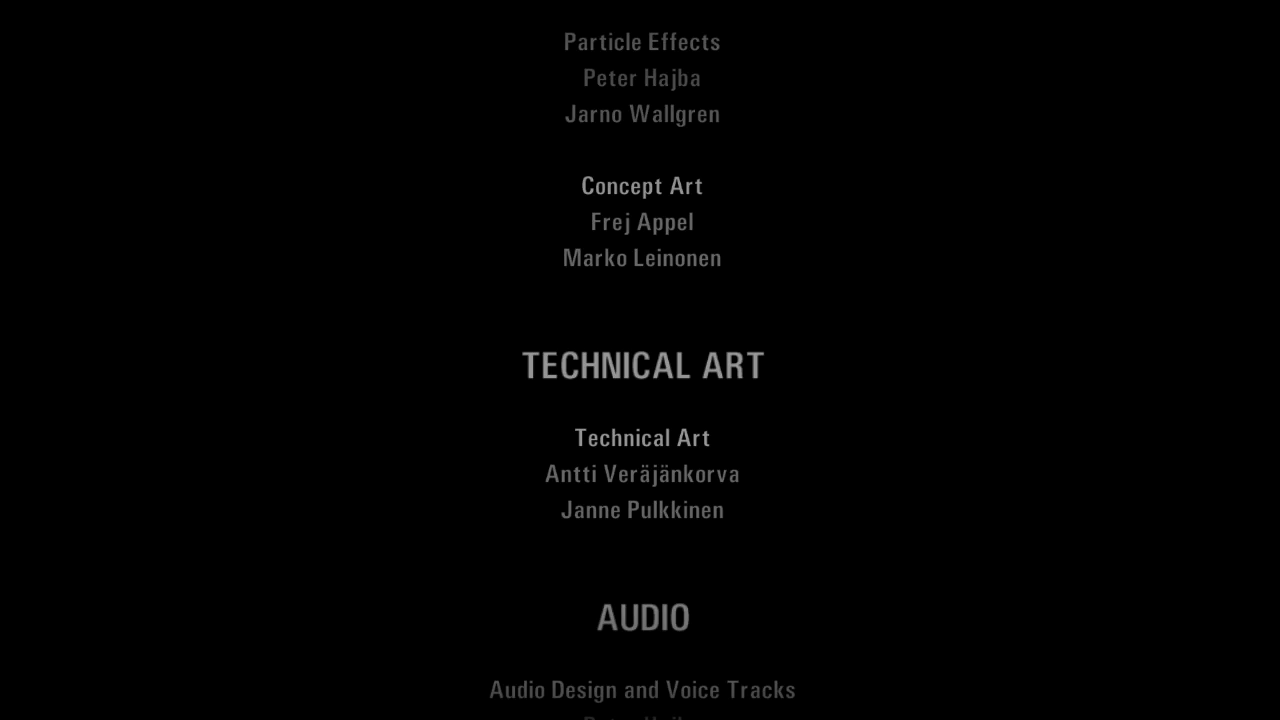 Particle Effects
Peter Hajba
Jarno Wallgren
Concept Art
Frej Appel
Marko Leinonen
TECHNICAL ART
Technical Art
Antti Veräjänkorva
Janne Pulkkinen
AUDIO
Audio Design and Voice Tracks